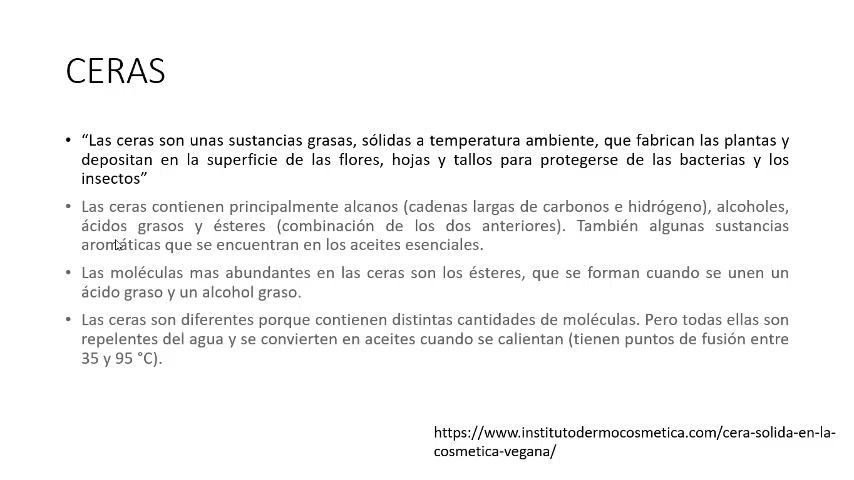 CERAS
• “Las ceras son unas sustancias grasas, sólidas a temperatura ambiente, que fabrican las plantas y
depositan en la superficie de las flores, hojas y tallos para protegerse de las bacterias y los
insectos”
• Las ceras contienen principalmente alcanos (cadenas largas de carbonos e hidrógeno), alcoholes,
ácidos grasos y ésteres (combinación de los dos anteriores). También algunas sustancias
aromáticas que se encuentran en los aceites esenciales.
• Las moléculas mas abundantes en las ceras son los ésteres, que se forman cuando se unen un
ácido graso y un alcohol graso.
• Las ceras son diferentes porque contienen distintas cantidades de moléculas. Pero todas ellas son
repelentes del agua y se convierten en aceites cuando se calientan (tienen puntos de fusión entre
35 y 95 °C).
https://www.institutodermocosmetica.com/cera-solida-en-la-
cosmetica-vegana/